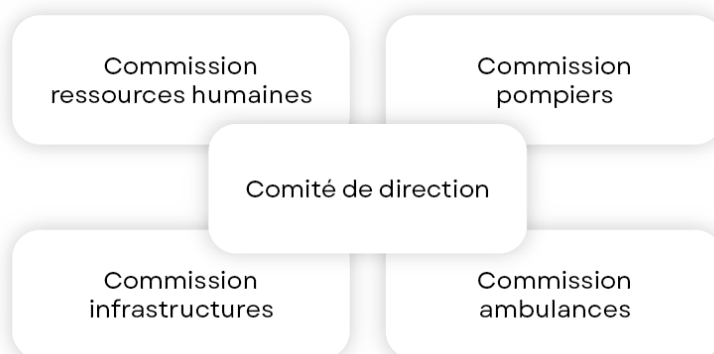 Commission
ressources humaines
Commission
pompiers
Comité de direction
Commission
infrastructures
Commission
ambulances